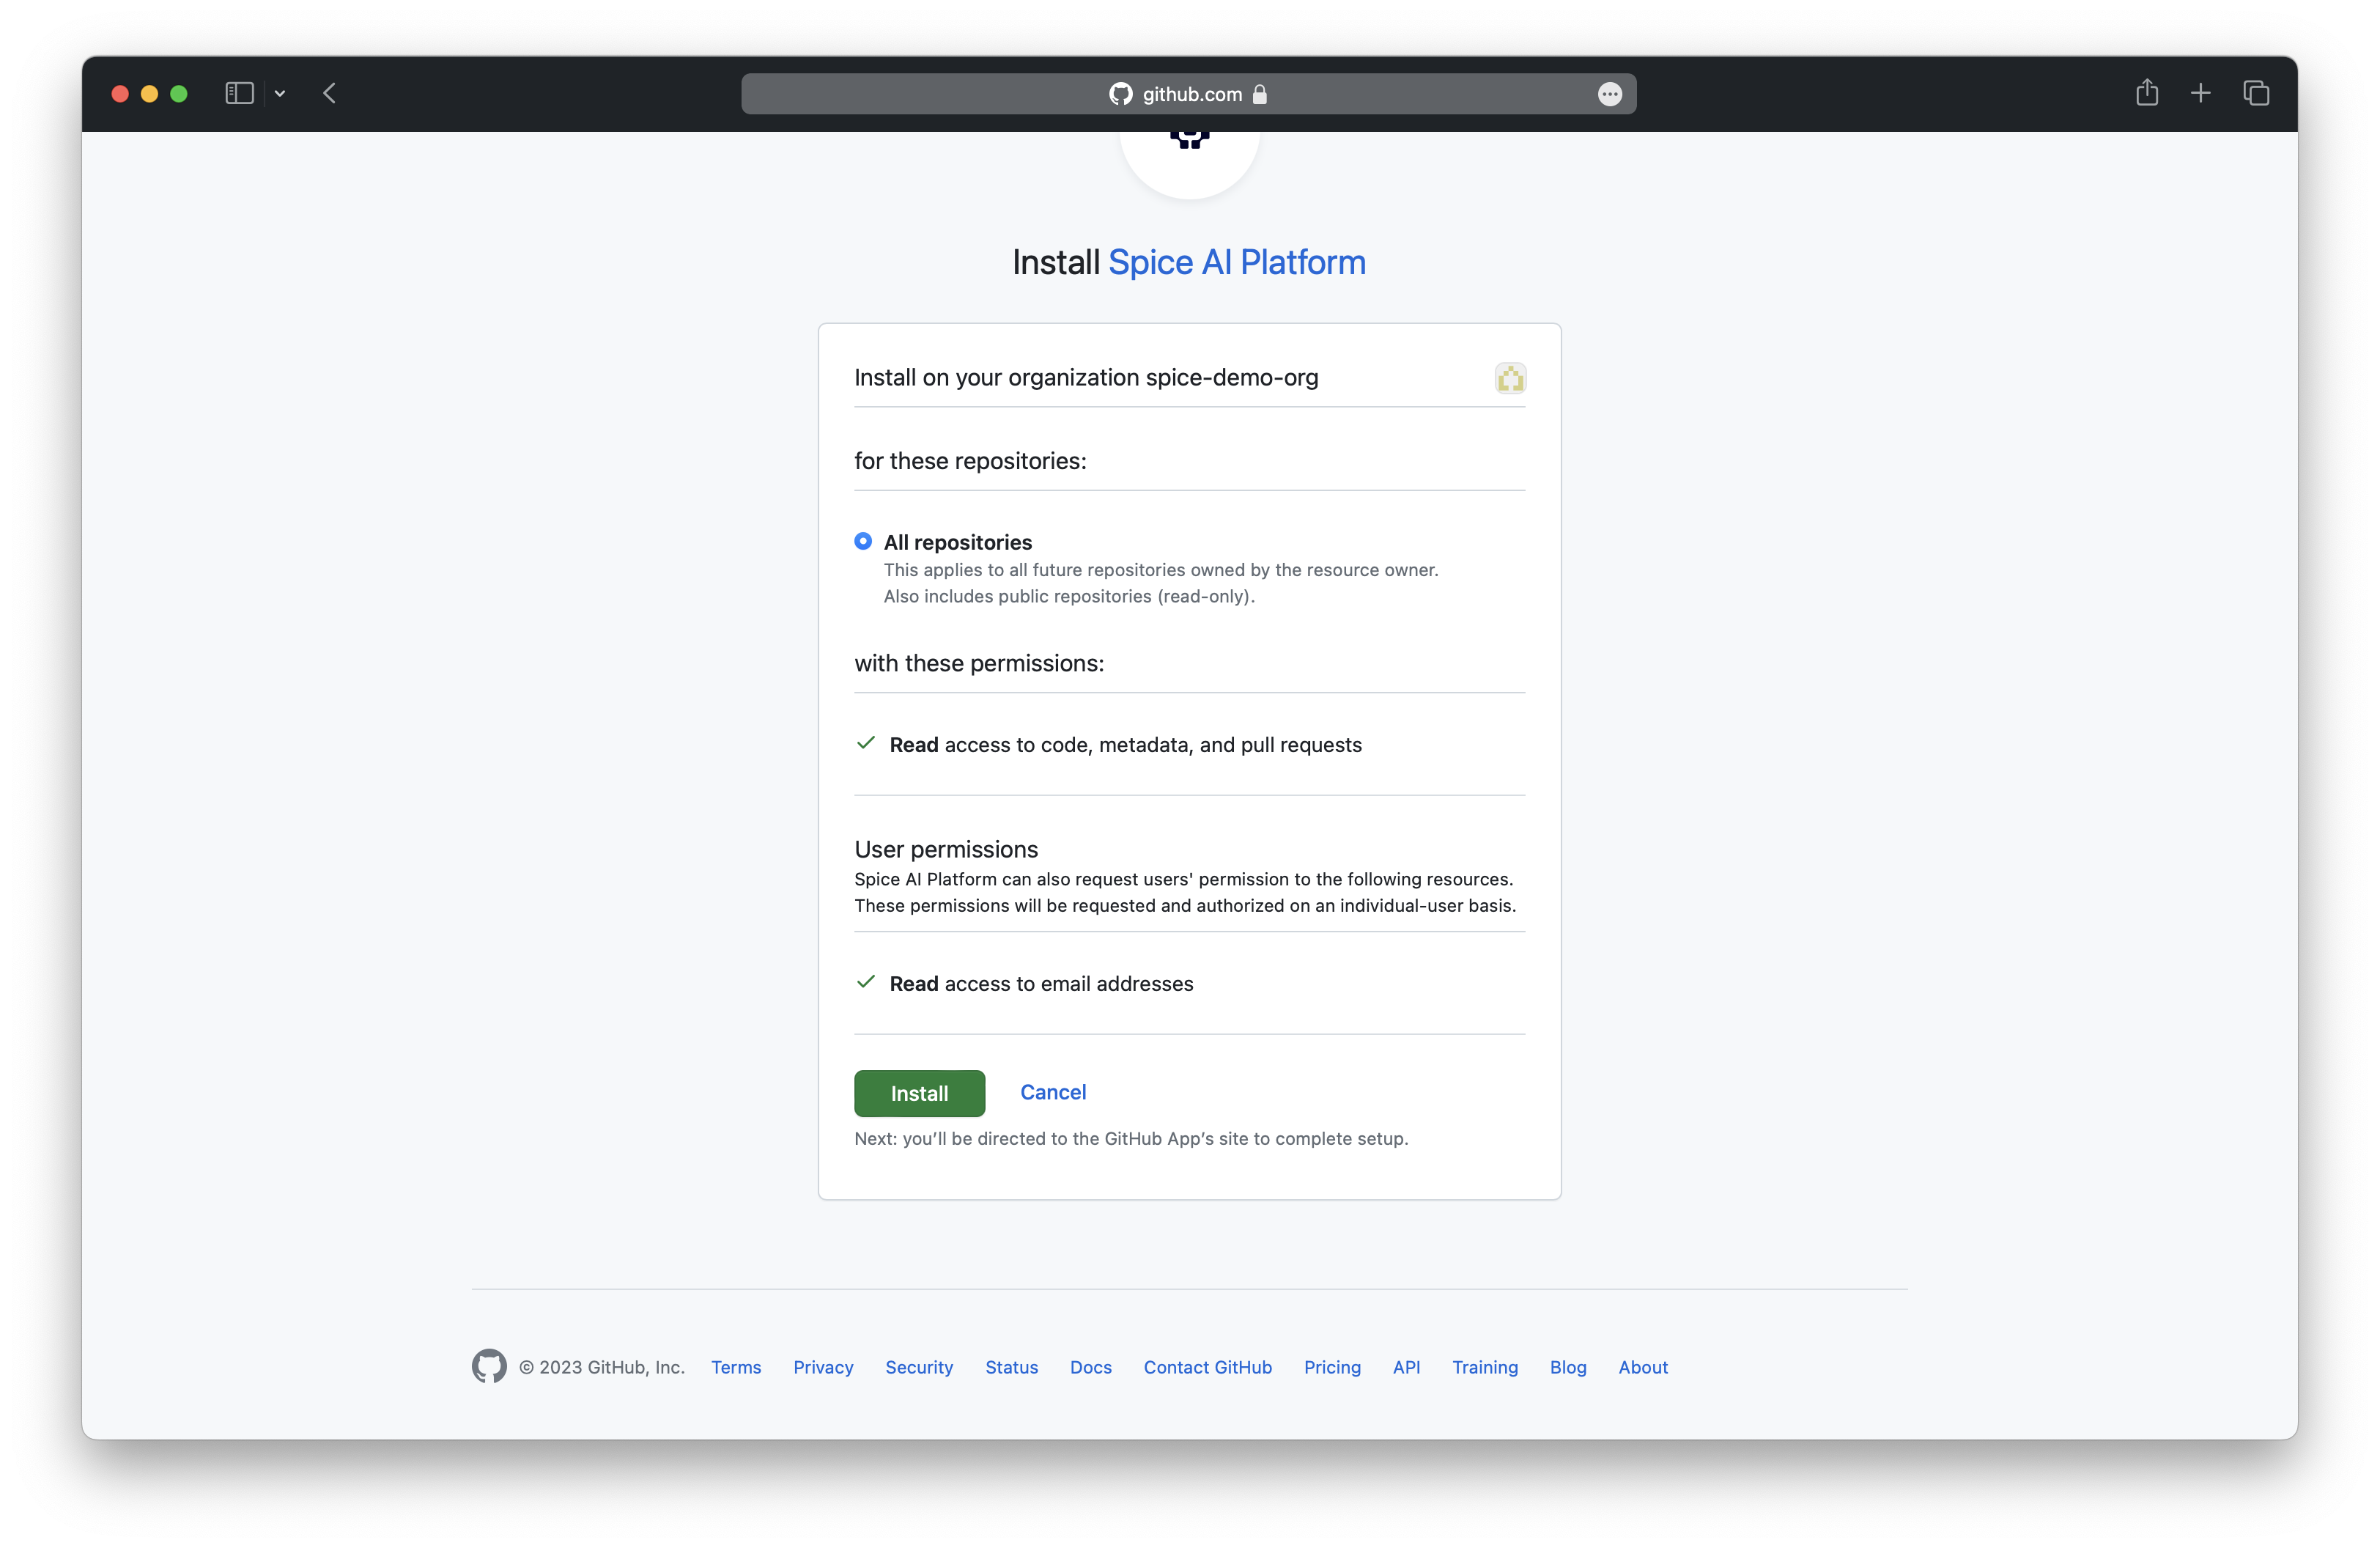 github.com
Install Spice AI Platform
Install on your organization spice-demo-org
for these repositories:
All repositories
This applies to all future repositories owned by the resource owner.
Also includes public repositories (read-only).
with these permissions:
Read access to code, metadata, and pull requests
User permissions
Spice AI Platform can also request users' permission to the following resources.
These permissions will be requested and authorized on an individual-user basis.
Read access to email addresses
Install Cancel
Next: you’ll be directed to the GitHub App’s site to complete setup.
© 2023 GitHub, Inc. Terms Privacy Security Status Docs Contact GitHub Pricing API Training Blog About